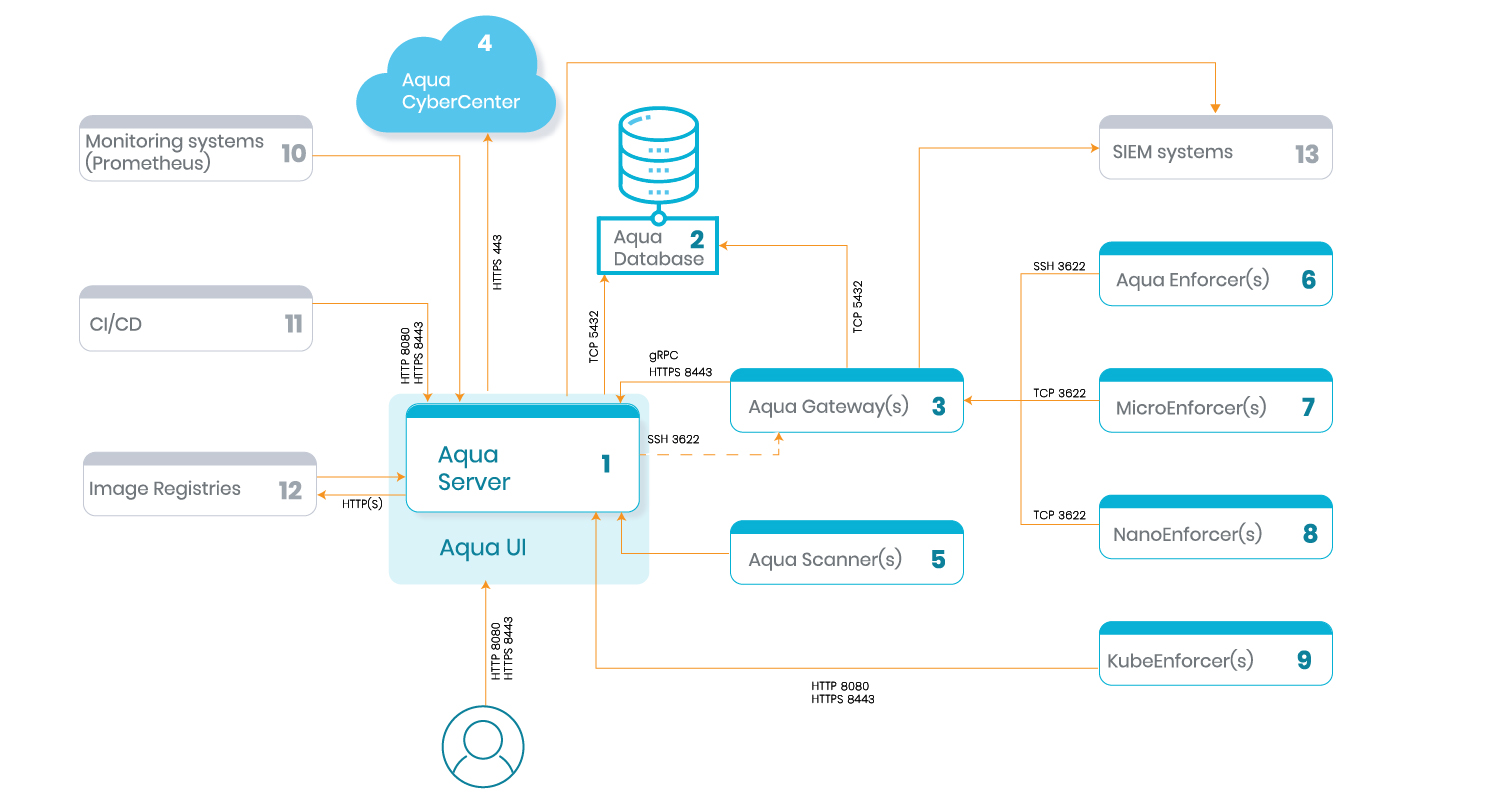 4
Aqua
CyberCenter
Monitoring systems
(Prometheus)
10
HTTPS 443
Aqua
Database
2
SIEM systems
13
SSH 3622
Aqua Enforcer(s)
6
CI/CD
11
HTTP 8080
HTTPS 8443
TCP 5432
TCP 5432
gRPC
HTTPS 8443
Aqua Gateway(s)
3
TCP 3622
MicroEnforcer(s)
7
Aqua
Server
1
SSH 3622
Image Registries
12
HTTP(S)
TCP 3622
NanoEnforcer(s)
8
Aqua UI
Aqua Scanner(s)
5
HTTP 8080
HTTPS 8443
KubeEnforcer(s)
9
HTTP 8080
HTTPS 8443